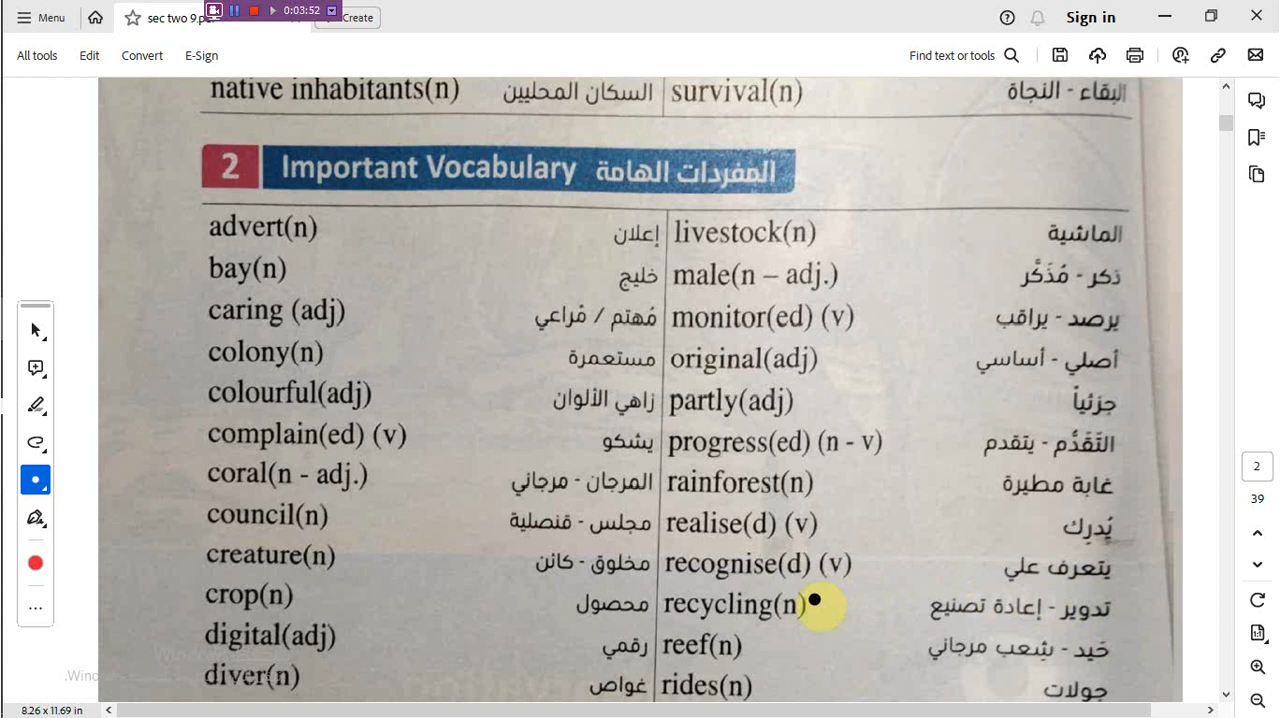 Menu sec two 9.p 0:03:52 Create Sign in
All tools Edit Convert E-Sign Find text or tools
native inhabitants(n) السكان المحليين survival(n) البقاء - النجاة
2 Important Vocabulary المفردات الهامة
advert(n) إعلان livestock(n) الماشية
bay(n) خليج male(n – adj.) ذكر - مُذَكَّر
caring (adj) مُهتم / مُراعي monitor(ed) (v) يرصد - يراقب
colony(n) مستعمرة original(adj) أصلي - أساسي
colourful(adj) زاهي الألوان partly(adj) جزئياً
complain(ed) (v) يشكو progress(ed) (n - v) التَقَدُّم - يتقدم
coral(n - adj.) المرجان - مرجاني rainforest(n) غابة مطيرة
council(n) مجلس - قنصلية realise(d) (v) يُدرِك
creature(n) مخلوق - كائن recognise(d) (v) يتعرف علي
crop(n) محصول recycling(n) تدوير - إعادة تصنيع
digital(adj) رقمي reef(n) حَيد - شِعب مرجاني
diver(n) غواص rides(n) جولات
2
39
8.26 x 11.69 in